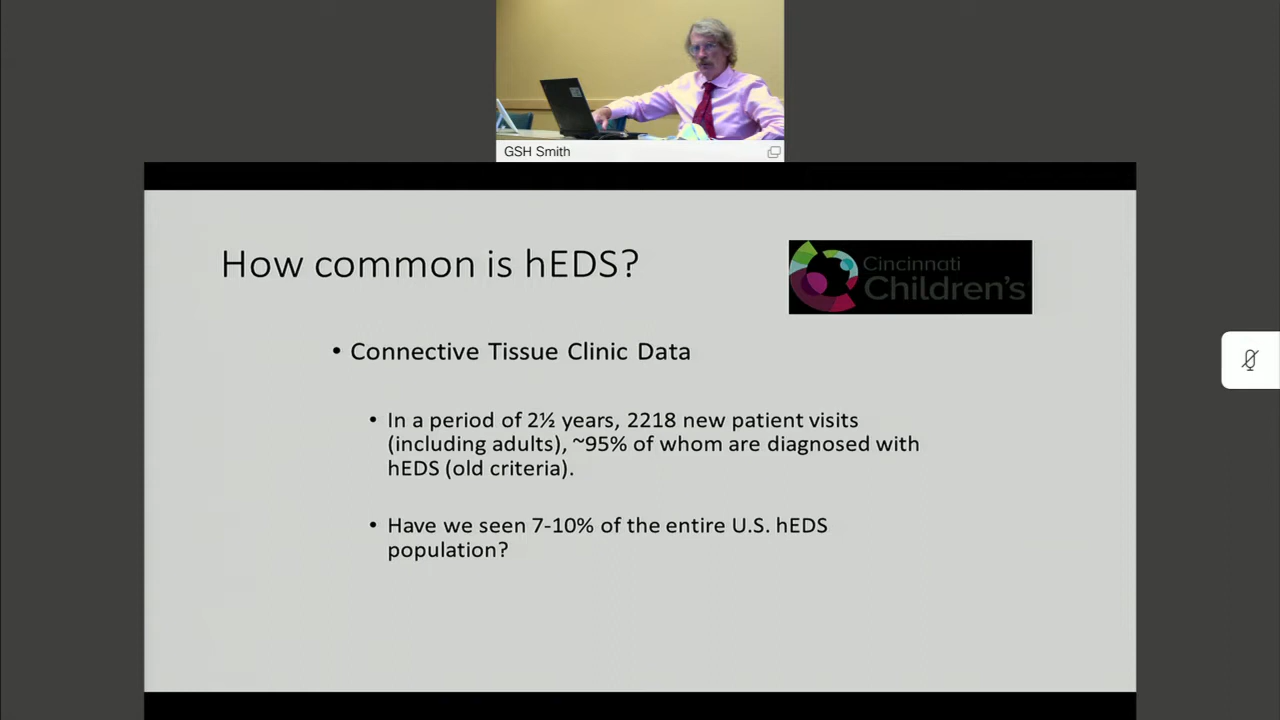 GSH Smith
How common is hEDS?
Cincinnati
Children's
• Connective Tissue Clinic Data
• In a period of 2½ years, 2218 new patient visits
(including adults), ~95% of whom are diagnosed with
hEDS (old criteria).
• Have we seen 7-10% of the entire U.S. hEDS
population?